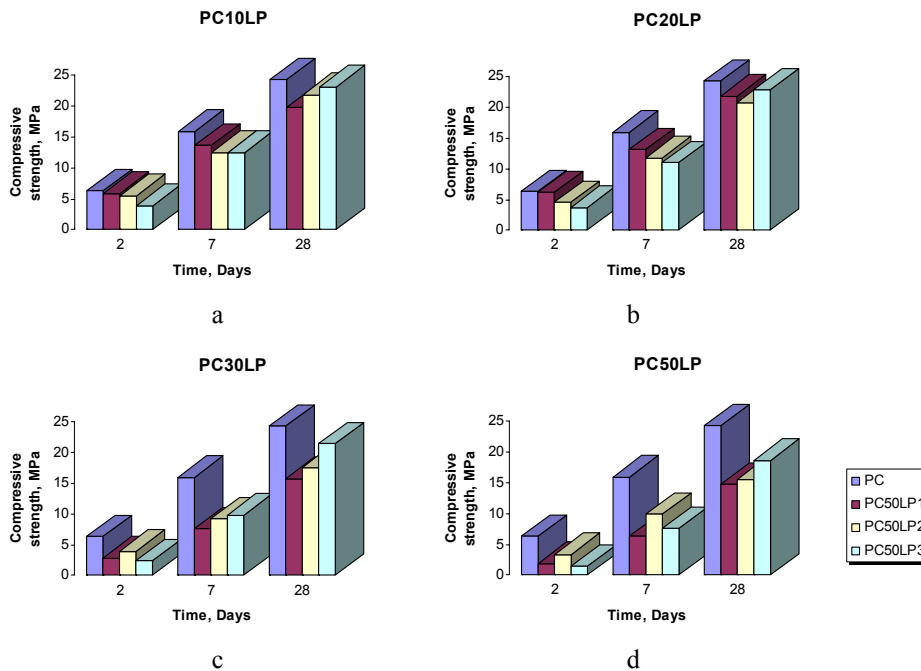 PC10LP
Compressive
strength, MPa
25
20
15
10
5
0
2
7
28
Time, Days
a
PC20LP
Compressive
strength, MPa
25
20
15
10
5
0
2
7
28
Time, Days
b
PC30LP
Compressive
strength, MPa
25
20
15
10
5
0
2
7
28
Time, Days
c
PC50LP
Compressive
strength, MPa
25
20
15
10
5
0
2
7
28
Time, Days
d
PC
PC50LP1
PC50LP2
PC50LP3